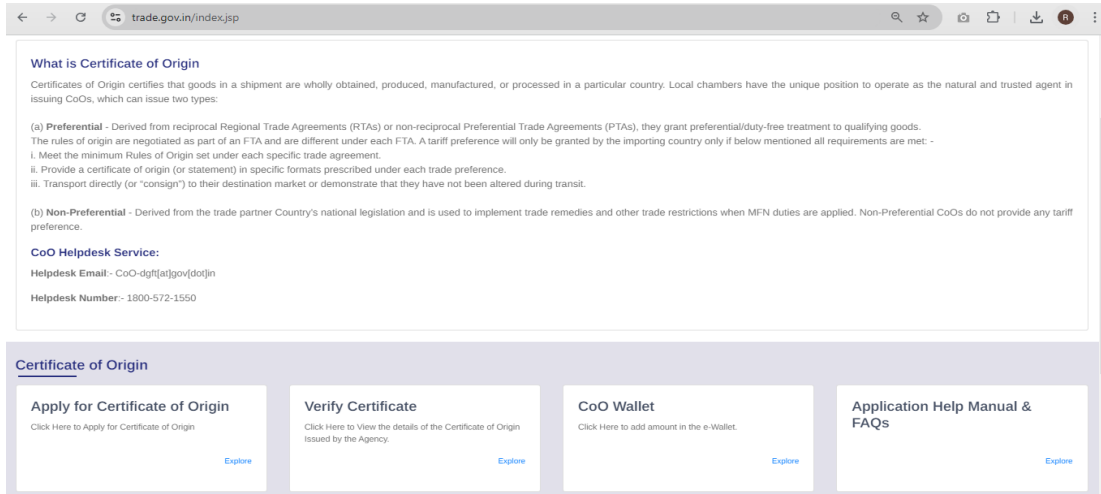 trade.gov.in/index.jsp
R
What is Certificate of Origin
Certificates of Origin certifies that goods in a shipment are wholly obtained, produced, manufactured, or processed in a particular country. Local chambers have the unique position to operate as the natural and trusted agent in
issuing CoOs, which can issue two types:
(a) Preferential - Derived from reciprocal Regional Trade Agreements (RTAs) or non-reciprocal Preferential Trade Agreements (PTAs), they grant preferential/duty-free treatment to qualifying goods.
The rules of origin are negotiated as part of an FTA and are different under each FTA. A tariff preference will only be granted by the importing country only if below mentioned all requirements are met: -
i. Meet the minimum Rules of Origin set under each specific trade agreement.
ii. Provide a certificate of origin (or statement) in specific formats prescribed under each trade preference.
iii. Transport directly (or “consign”) to their destination market or demonstrate that they have not been altered during transit.
(b) Non-Preferential - Derived from the trade partner Country's national legislation and is used to implement trade remedies and other trade restrictions when MFN duties are applied. Non-Preferential CoOs do not provide any tariff
preference.
CoO Helpdesk Service:
Helpdesk Email:- CoO-dgft[at]gov[dot]in
Helpdesk Number:- 1800-572-1550
Certificate of Origin
Apply for Certificate of Origin
Click Here to Apply for Certificate of Origin
Explore
Verify Certificate
Click Here to View the details of the Certificate of Origin
Issued by the Agency.
Explore
CoO Wallet
Click Here to add amount in the e-Wallet.
Explore
Application Help Manual &
FAQs
Explore